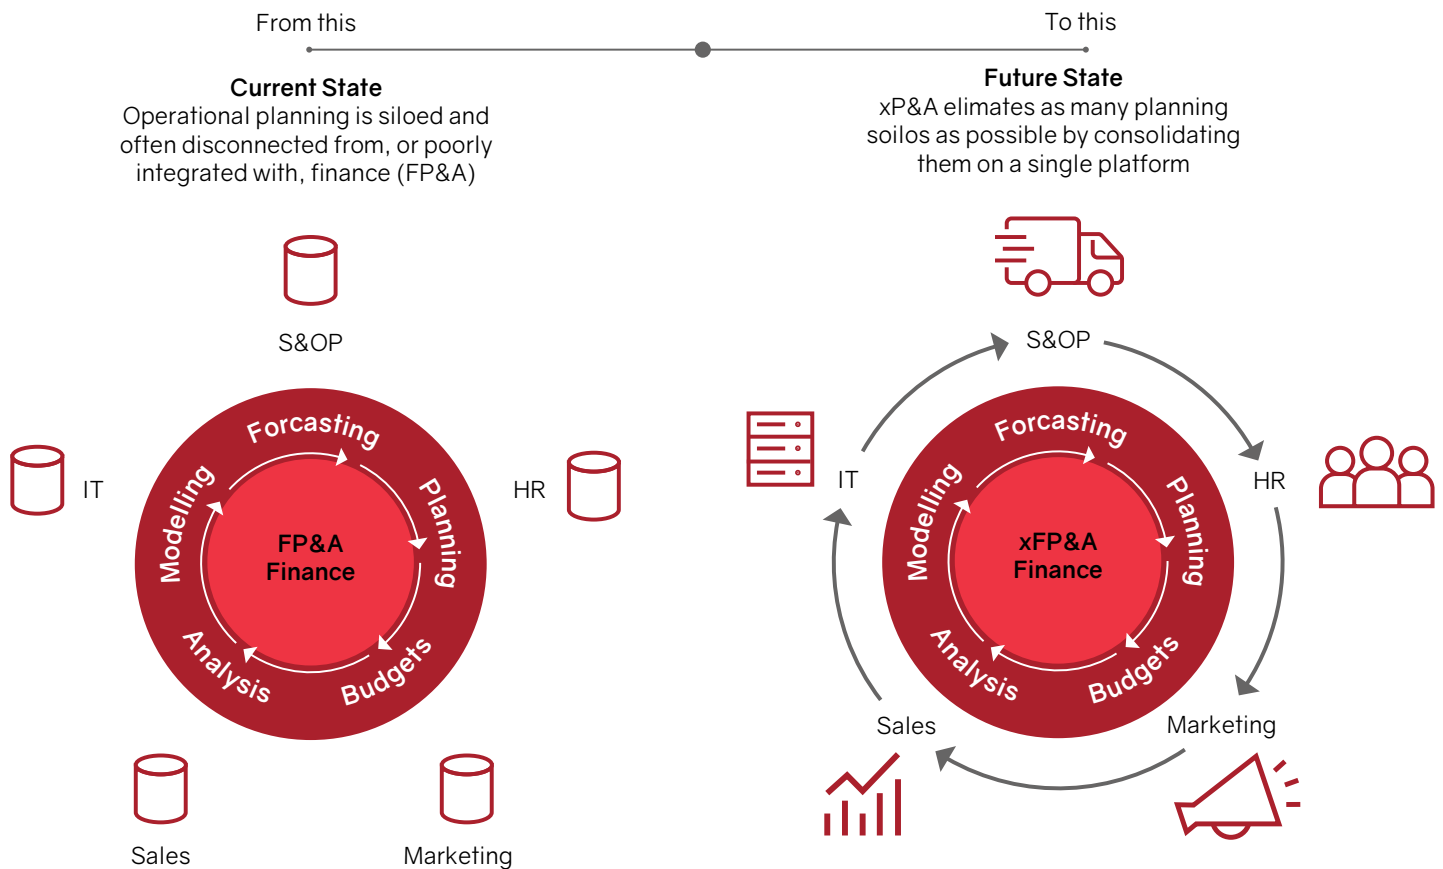 From this
To this
Current State
Operational planning is siloed and
often disconnected from, or poorly
integrated with, finance (FP&A)
Future State
xP&A elimates as many planning
soilos as possible by consolidating
them on a single platform
S&OP
IT
HR
Sales
Marketing
Forcasting
Planning
Budgets
Analysis
Modelling
FP&A
Finance
S&OP
IT
HR
Sales
Marketing
Forcasting
Planning
Budgets
Analysis
Modelling
xFP&A
Finance